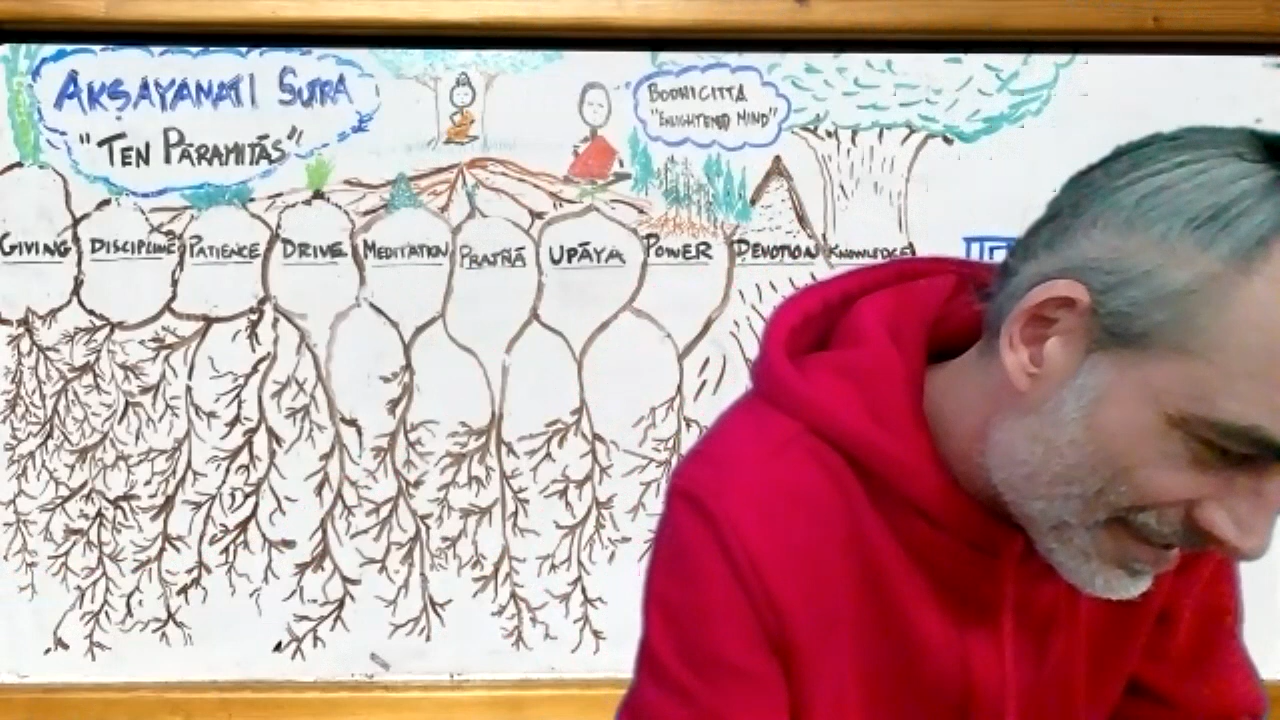 AKṢAYAMATI SUTRA
"TEN PĀRAMITĀS"
BODHICITTA
"ENLIGHTENED MIND"
GIVING DISCIPLINE PATIENCE DRIVE MEDITATION PRAJÑĀ UPĀYA POWER DEVOTION KNOWLEDGE